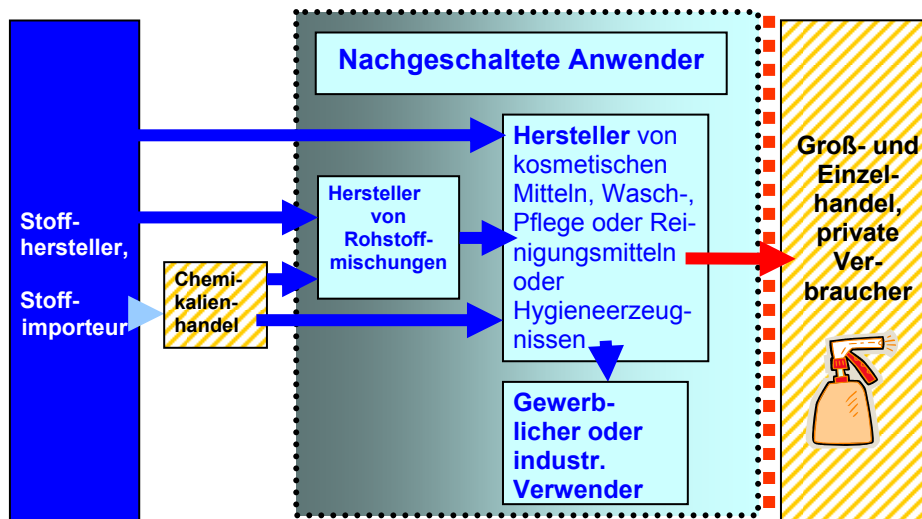 Nachgeschaltete Anwender
Stoff-
hersteller,
Stoff-
importeur
Chemi-
kalien-
handel
Hersteller
von
Rohstoff-
mischungen
Hersteller von
kosmetischen
Mitteln, Wasch-,
Pflege oder Rei-
nigungsmitteln
oder
Hygieneerzeug-
nissen
Gewerb-
licher oder
industr.
Verwender
Groß- und
Einzel-
handel,
private
Ver-
braucher